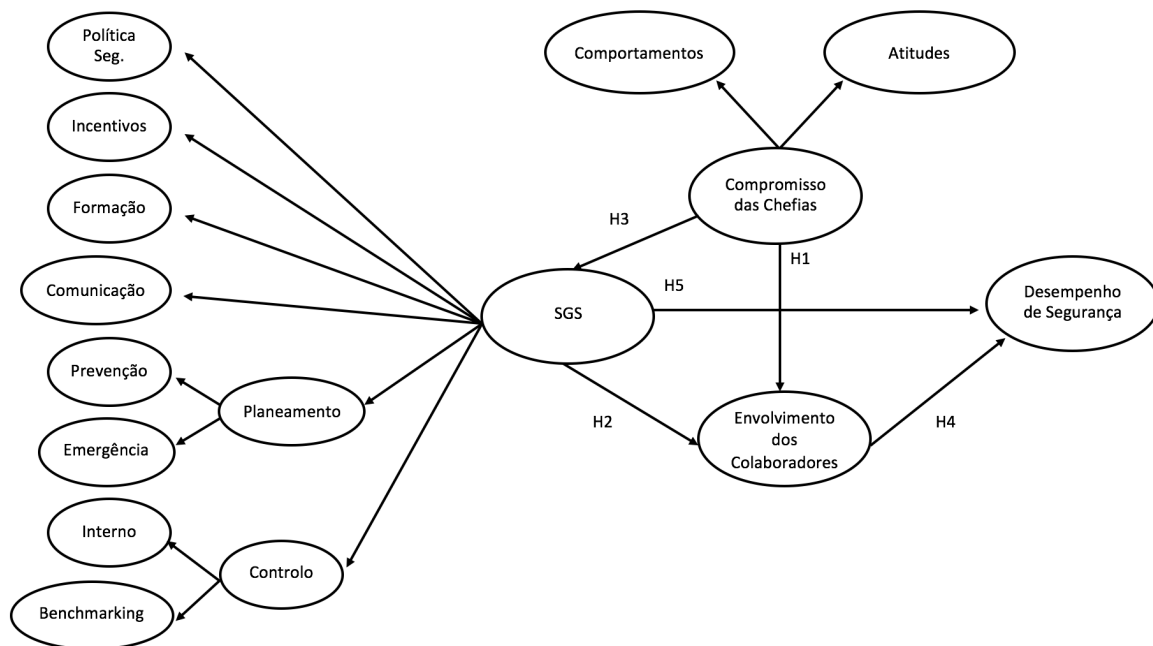 Política
Seg.
Incentivos
Formação
Comunicação
Prevenção
Planeamento
Emergência
Interno
Controlo
Benchmarking
Comportamentos
Atitudes
Compromisso
das Chefias
H3
H1
SGS
H5
Desempenho
de Segurança
H2
Envolvimento
dos
Colaboradores
H4